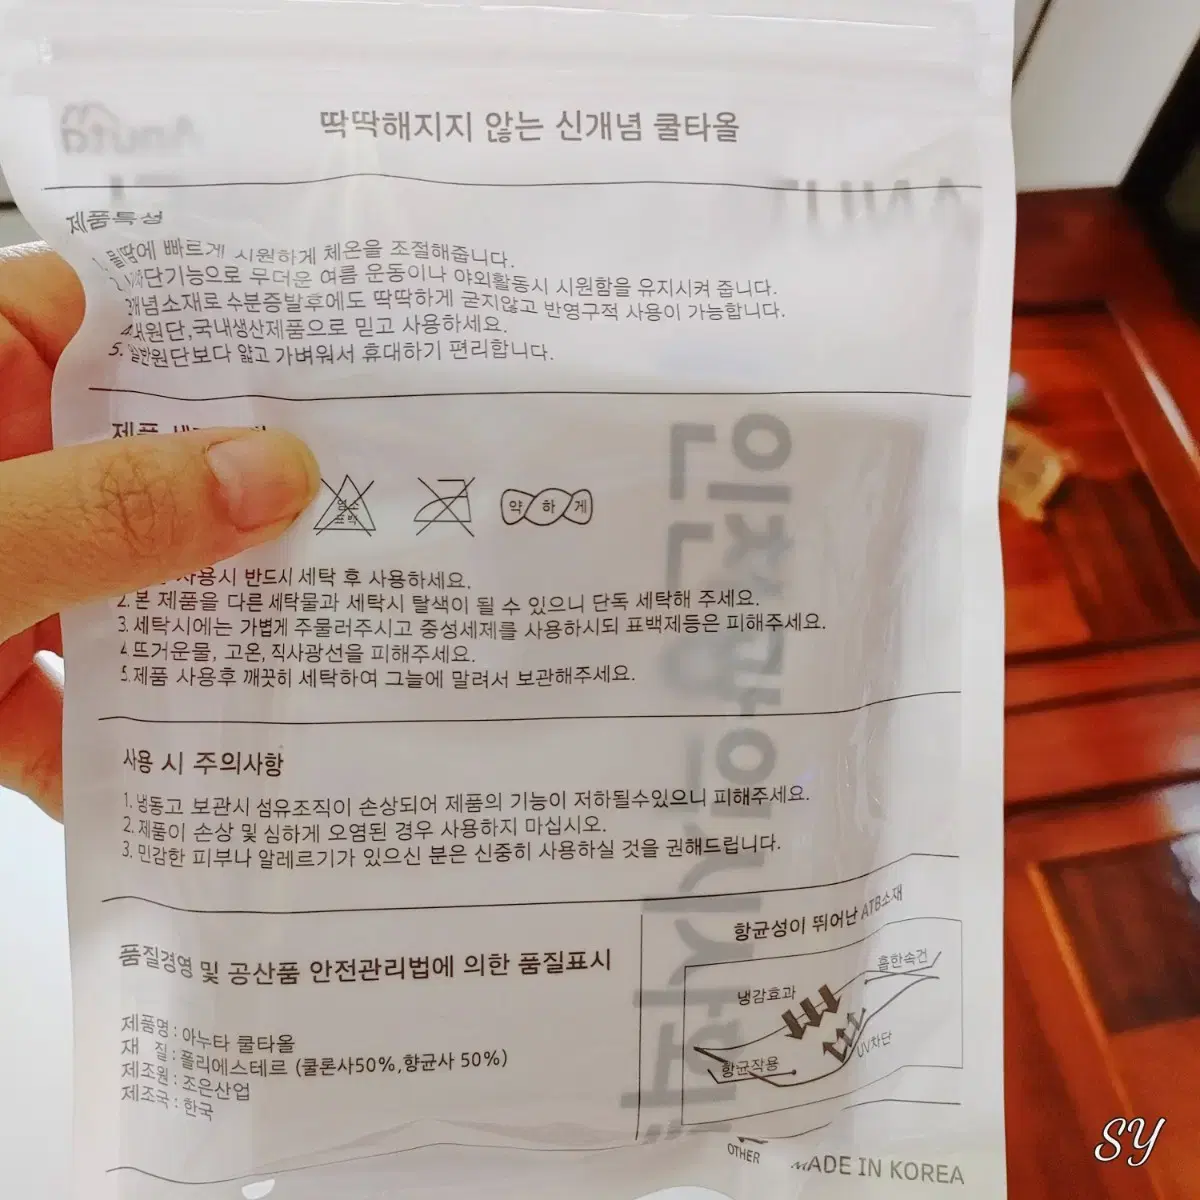 딱딱해지지 않는 신개념 쿨타올
제품특성
빠르게 시원하게 체온을 조절해줍니다.
무더운 여름 운동이나 야외활동시 시원함을 유지시켜 줍니다.
수분증발후에도 딱딱하게 굳지않고 반영구적 사용이 가능합니다.
국내생산제품으로 믿고 사용하세요.
5. 일반원단보다 얇고 가벼워서 휴대하기 편리합니다.
제품
염소
표백
약 하 게
사용시 반드시 세탁 후 사용하세요.
2. 본 제품을 다른 세탁물과 세탁시 탈색이 될 수 있으니 단독 세탁해 주세요.
3. 세탁시에는 가볍게 주물러주시고 중성세제를 사용하시되 표백제등은 피해주세요.
4. 뜨거운물, 고온, 직사광선을 피해주세요.
5. 제품 사용후 깨끗히 세탁하여 그늘에 말려서 보관해주세요.
사용 시 주의사항
1. 냉동고 보관시 섬유조직이 손상되어 제품의 기능이 저하될수있으니 피해주세요.
2. 제품이 손상 및 심하게 오염된 경우 사용하지 마십시오.
3. 민감한 피부나 알레르기가 있으신 분은 신중히 사용하실 것을 권해드립니다.
품질경영 및 공산품 안전관리법에 의한 품질표시
제품명 : 아누타 쿨타올
재 질 : 폴리에스테르 (쿨론사50%,항균사 50%)
제조원 : 조은산업
제조국 : 한국
항균성이 뛰어난 ATB소재
흡한속건
냉감효과
UV차단
항균작용
OTHER
MADE IN KOREA
SY